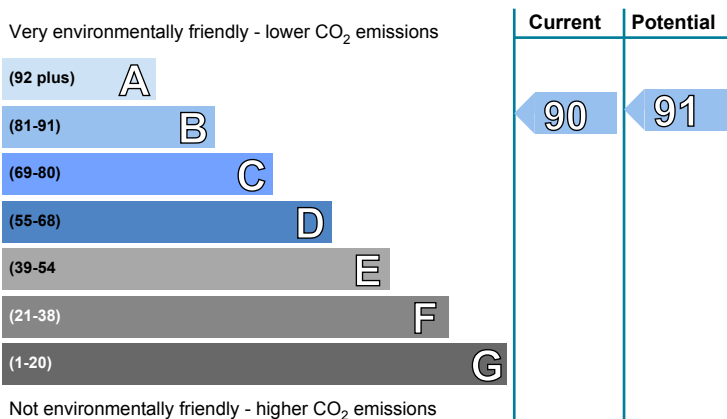 Very environmentally friendly - lower CO2 emissions
Current
Potential
(92 plus) A
(81-91) B
90
91
(69-80) C
(55-68) D
(39-54 E
(21-38) F
(1-20) G
Not environmentally friendly - higher CO2 emissions